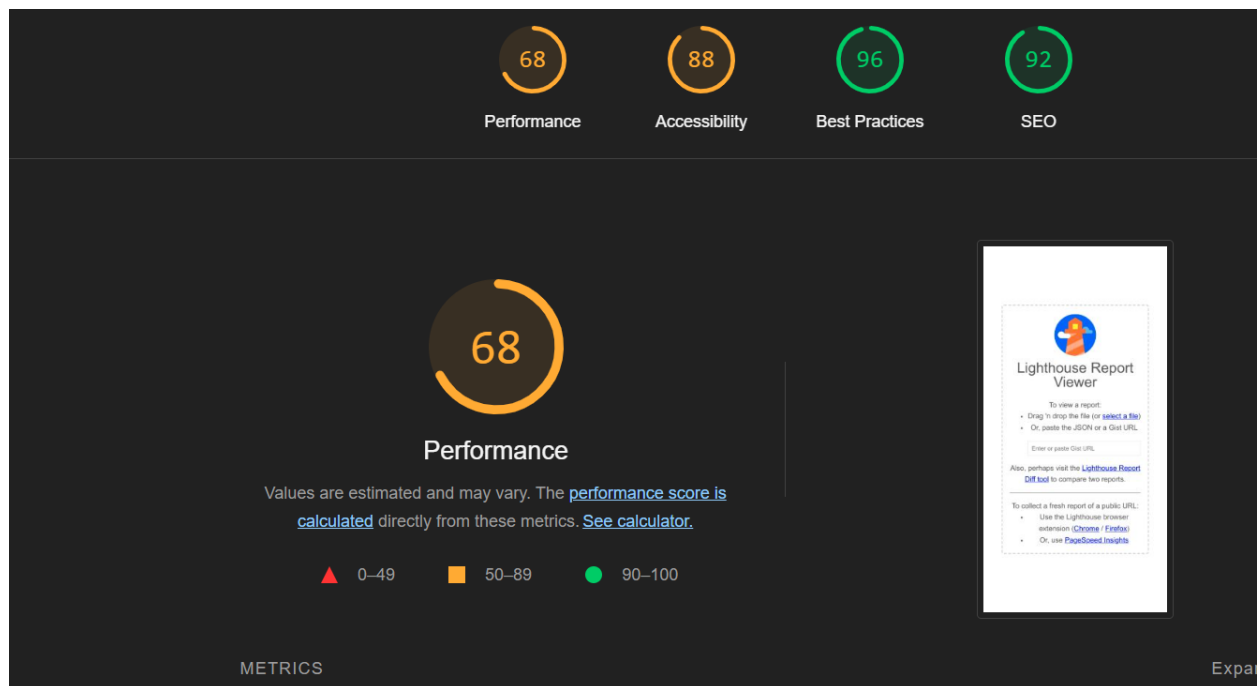 68
88
96
92
Performance
Accessibility
Best Practices
SEO
68
Performance
Values are estimated and may vary. The performance score is
calculated directly from these metrics. See calculator.
0–49
50–89
90–100
Lighthouse Report
Viewer
To view a report:
• Drag 'n drop the file (or select a file)
• Or, paste the JSON or a Gist URL
Enter or paste Gist URL
Also, perhaps visit the Lighthouse Report
Diff tool to compare two reports.
To collect a fresh report of a public URL:
• Use the Lighthouse browser
extension (Chrome / Firefox)
• Or, use PageSpeed Insights
METRICS
Expan